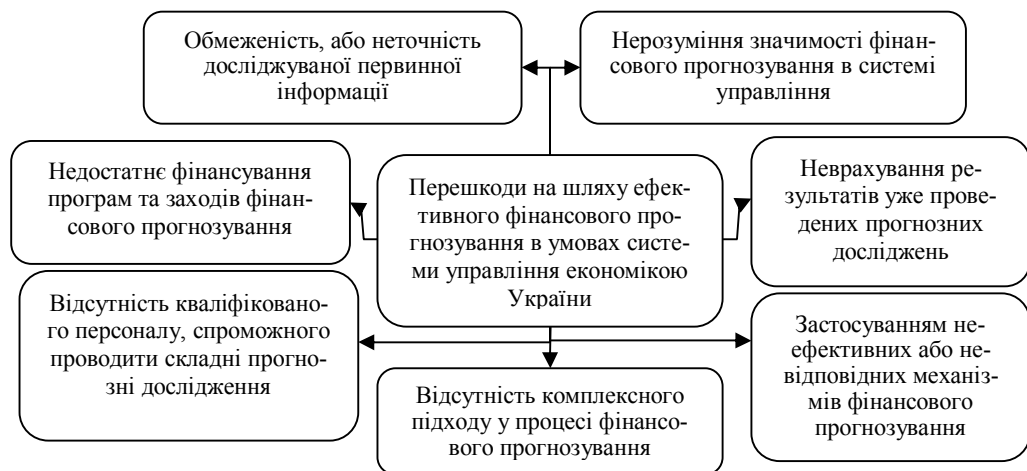 Обмеженість, або неточність
досліджуваної первинної
інформації
Нерозуміння значимості фінан-
сового прогнозування в системі
управління
Недостатнє фінансування
програм та заходів фінан-
сового прогнозування
Перешкоди на шляху ефек-
тивного фінансового про-
гнозування в умовах систе-
ми управління економікою
України
Неврахування ре-
зультатів уже прове-
дених прогнозних
досліджень
Відсутність кваліфіковано-
го персоналу, спроможного
проводити складні прогно-
зні дослідження
Відсутність комплексного
підходу у процесі фінансо-
вого прогнозування
Застосуванням не-
ефективних або не-
відповідних механіз-
мів фінансового
прогнозування